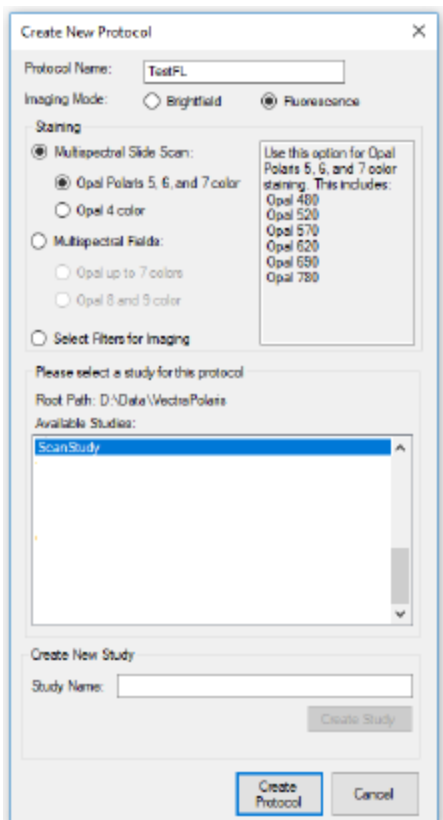 Create New Protocol
Protocol Name: TestFL
Imaging Mode: Brightfield Fluorescence
Staining
Multispectral Slide Scan:
Opal Polaris 5, 6, and 7 color
Opal 4 color
Multispectral Fields:
Opal up to 7 colors
Opal 8 and 9 color
Select Filters for Imaging
Use this option for Opal
Polaris 5, 6, and 7 color
staining. This includes:
Opal 480
Opal 520
Opal 570
Opal 620
Opal 690
Opal 780
Please select a study for this protocol
Root Path: D:\Data\VectraPolaris
Available Studies:
ScanStudy
Create New Study
Study Name:
Create Study
Create
Protocol
Cancel